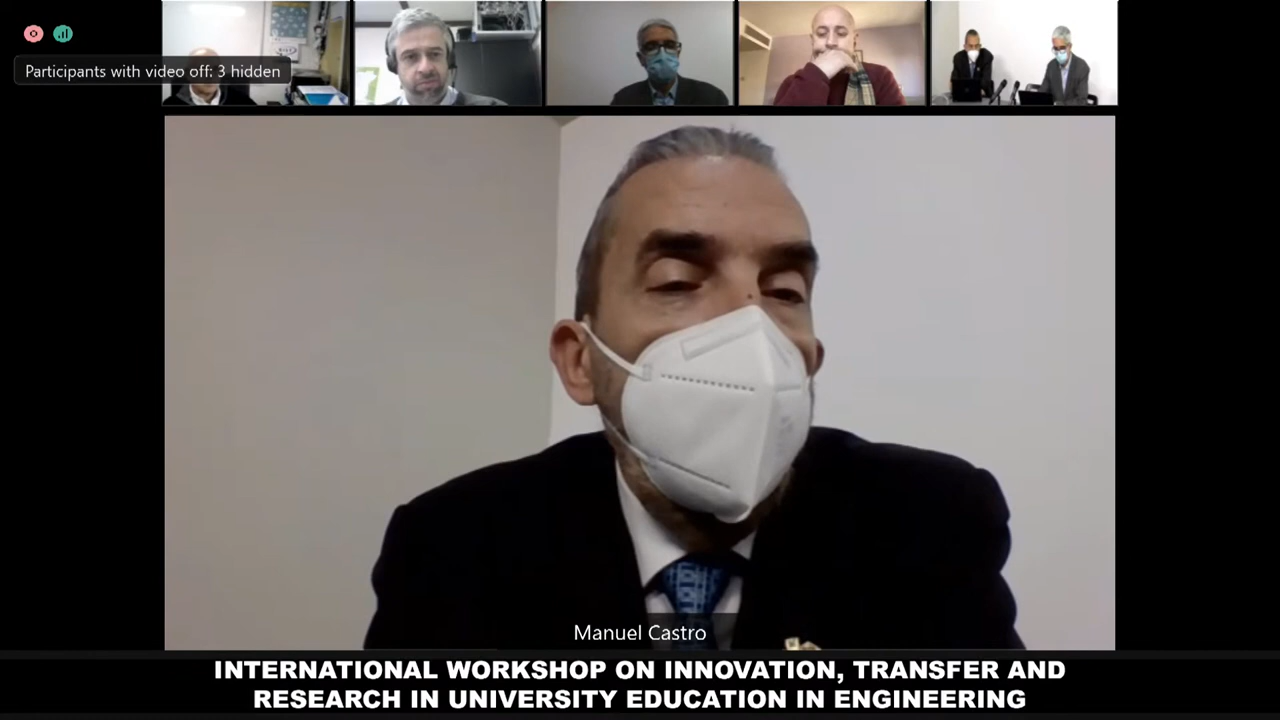 Participants with video off: 3 hidden
Manuel Castro
INTERNATIONAL WORKSHOP ON INNOVATION, TRANSFER AND
RESEARCH IN UNIVERSITY EDUCATION IN ENGINEERING